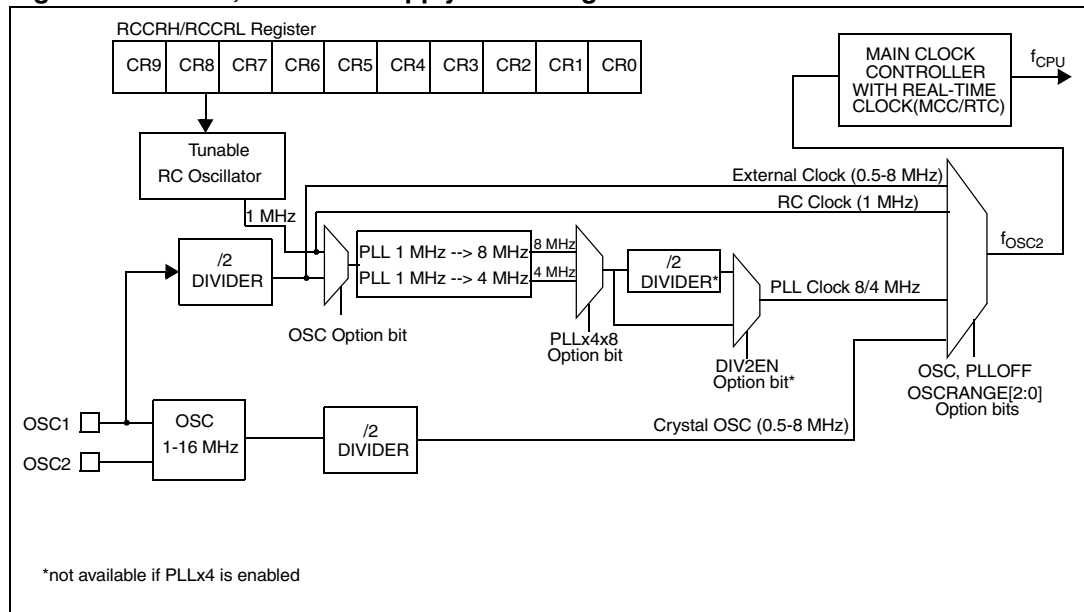 RCCRH/RCCRL Register
CR9 CR8 CR7 CR6 CR5 CR4 CR3 CR2 CR1 CR0
MAIN CLOCK
CONTROLLER
WITH REAL-TIME
CLOCK(MCC/RTC)
fCPU
Tunable
RC Oscillator
External Clock (0.5-8 MHz)
RC Clock (1 MHz)
1 MHz
/2
DIVIDER
PLL 1 MHz --> 8 MHz
PLL 1 MHz --> 4 MHz
8 MHz
4 MHz
/2
DIVIDER*
fOSC2
PLL Clock 8/4 MHz
OSC Option bit
PLLx4x8
Option bit
DIV2EN
Option bit*
OSC, PLLOFF
OSCRANGE[2:0]
Option bits
OSC1
OSC2
OSC
1-16 MHz
/2
DIVIDER
Crystal OSC (0.5-8 MHz)
*not available if PLLx4 is enabled